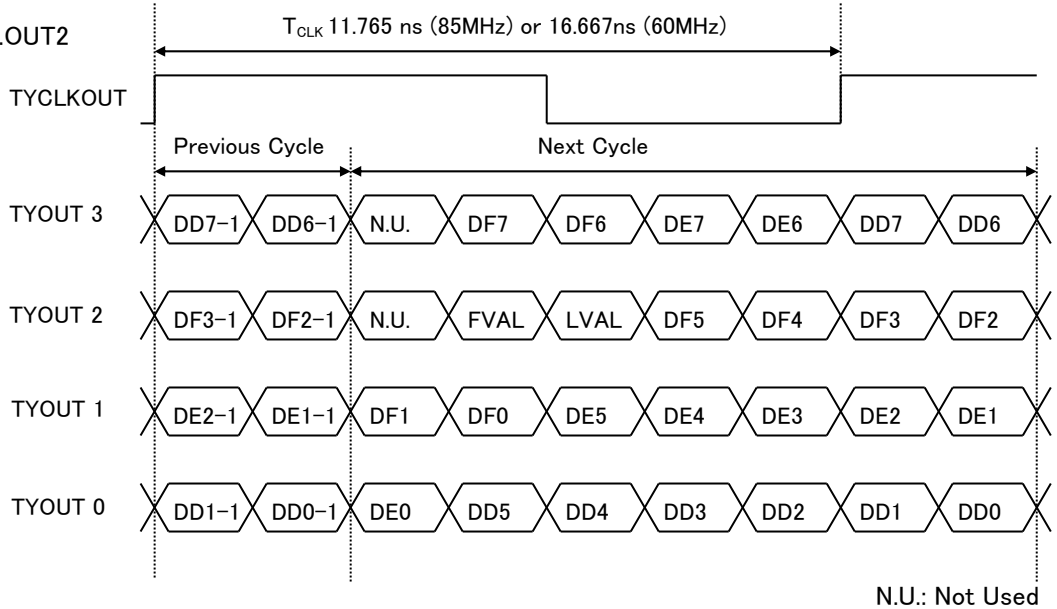 .OUT2
TCLK 11.765 ns (85MHz) or 16.667ns (60MHz)
TYCLKOUT
Previous Cycle Next Cycle
TYOUT 3 DD7-1 DD6-1 N.U. DF7 DF6 DE7 DE6 DD7 DD6
TYOUT 2 DF3-1 DF2-1 N.U. FVAL LVAL DF5 DF4 DF3 DF2
TYOUT 1 DE2-1 DE1-1 DF1 DF0 DE5 DE4 DE3 DE2 DE1
TYOUT 0 DD1-1 DD0-1 DE0 DD5 DD4 DD3 DD2 DD1 DD0
N.U.: Not Used